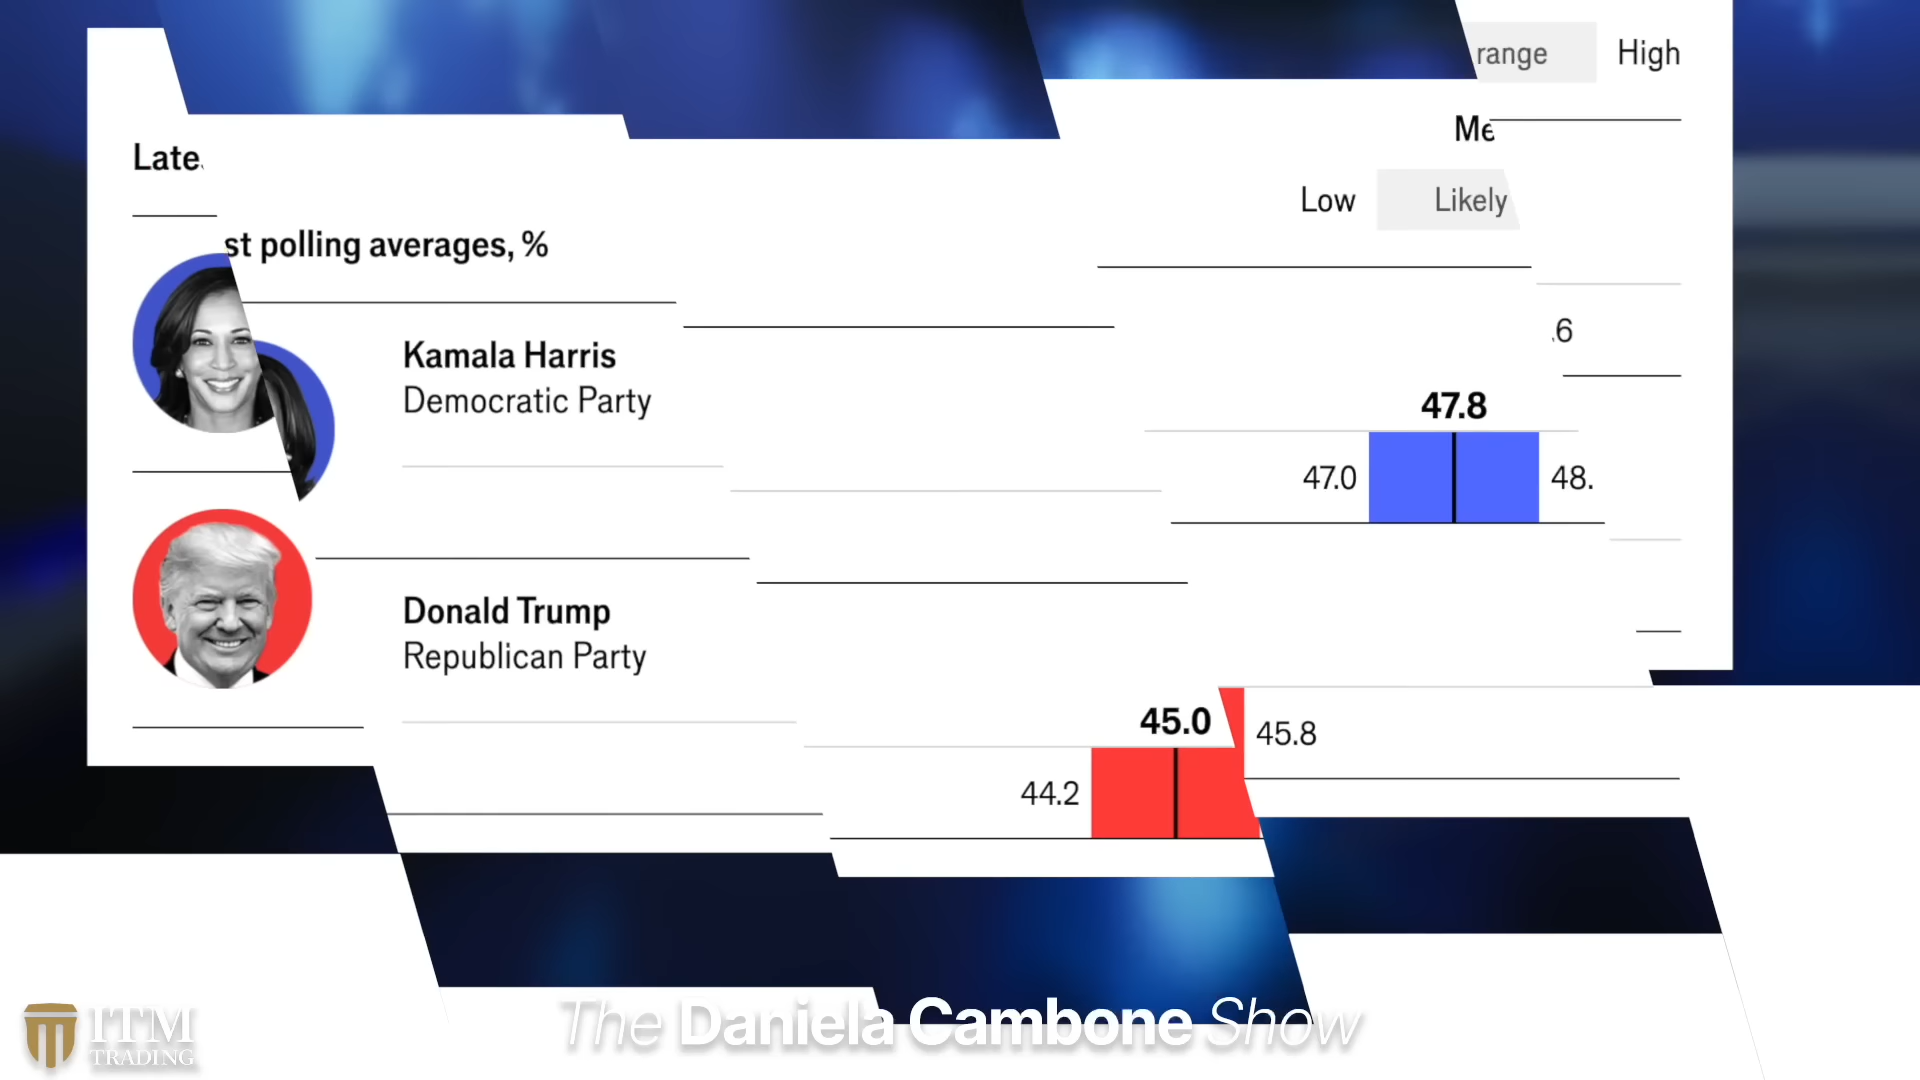 range High
Me
Late
Low Likely
st polling averages, %
.6
Kamala Harris
Democratic Party
47.8
47.0 48.
Donald Trump
Republican Party
45.0
45.8
44.2
ITM
TRADING
The Daniela Cambone Show